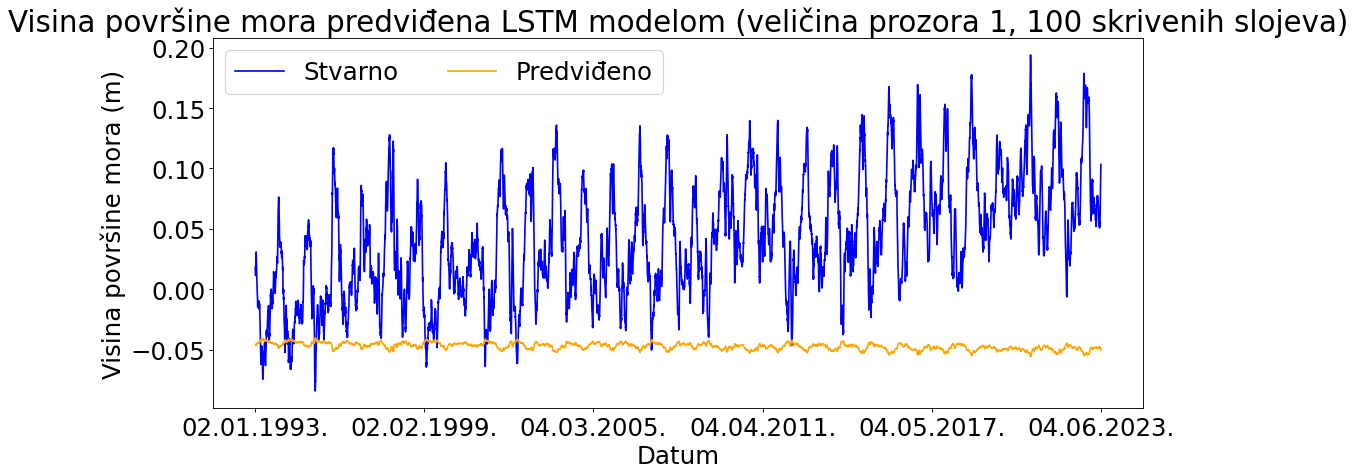 Visina površine mora predviđena LSTM modelom (veličina prozora 1, 100 skrivenih slojeva)
Stvarno
Predviđeno
Visina površine mora (m)
0.20
0.15
0.10
0.05
0.00
−0.05
02.01.1993.
02.02.1999.
04.03.2005.
04.04.2011.
04.05.2017.
04.06.2023.
Datum